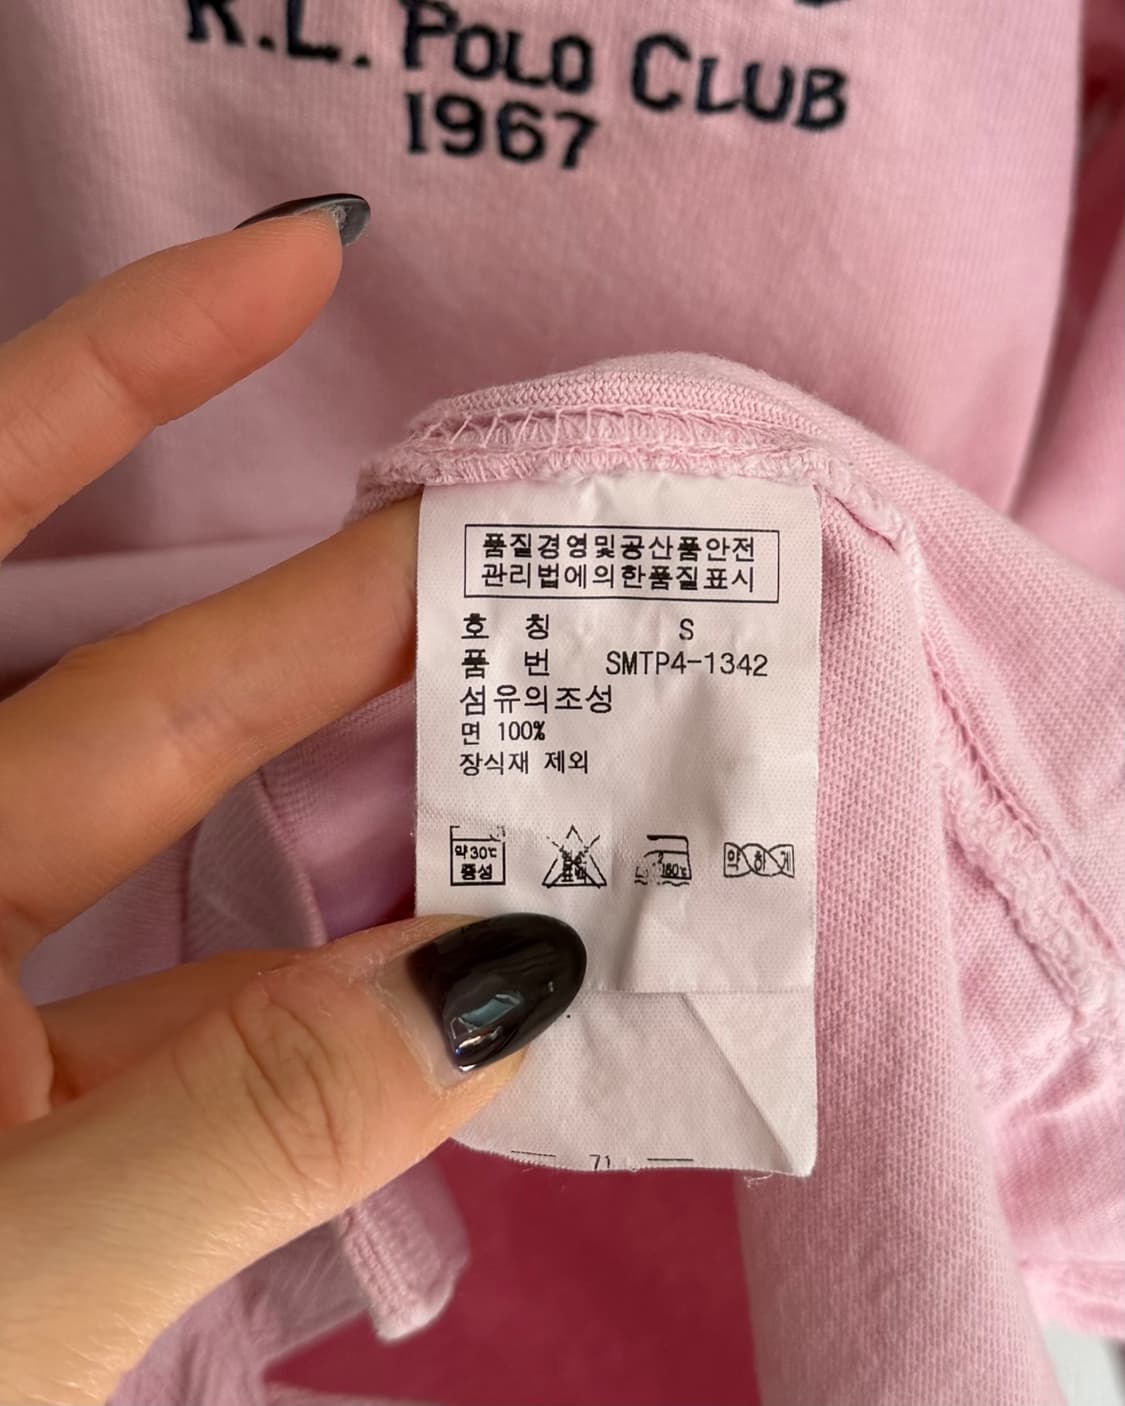 R.L. POLO CLUB
1967
품질경영및공산품안전
관리법에의한품질표시
호 칭 S
품 번 SMTP4-1342
섬유의조성
면 100%
장식재 제외
약30℃
중성
약하게
71